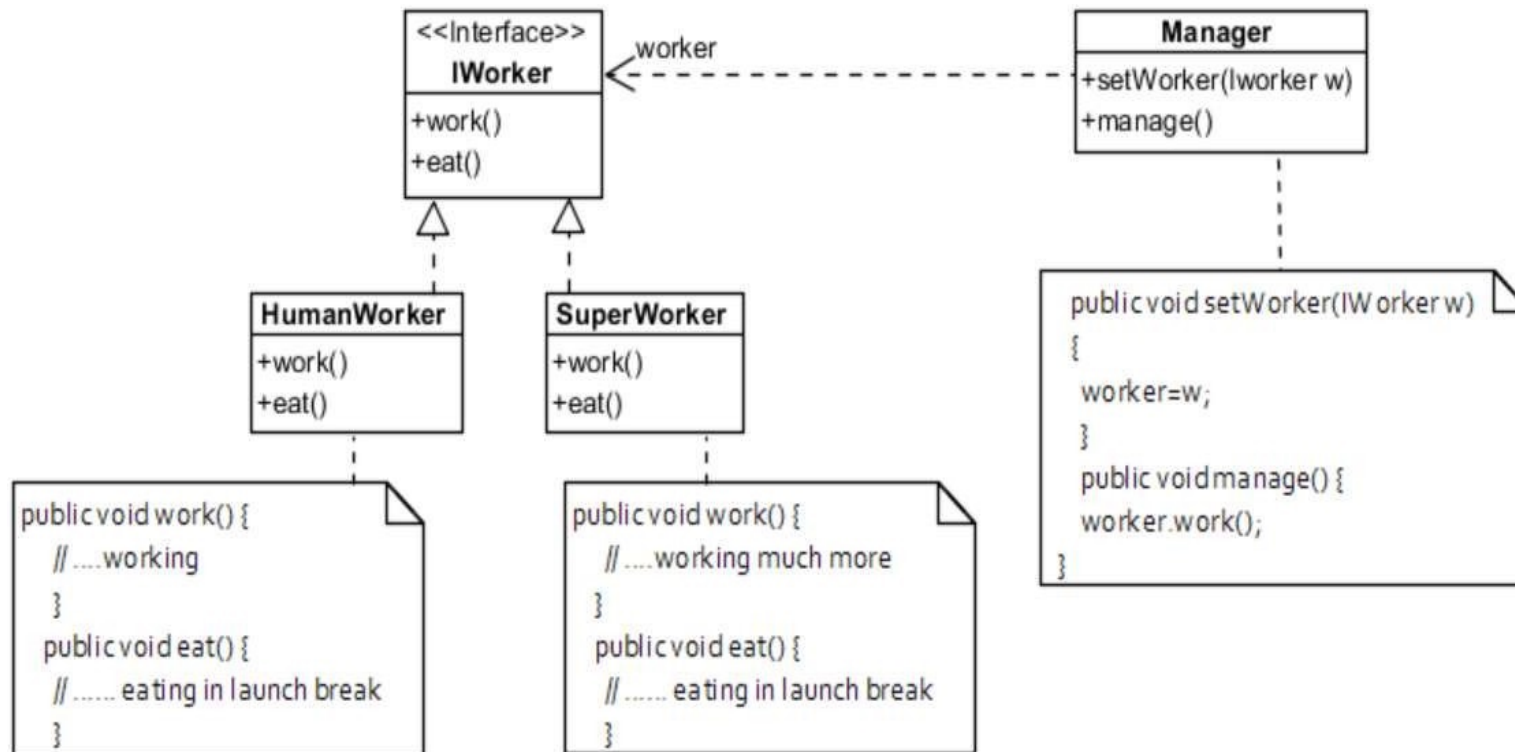 <<Interface>>
IWorker
+work()
+eat()
worker
Manager
+setWorker(Iworker w)
+manage()
HumanWorker
+work()
+eat()
SuperWorker
+work()
+eat()
public void setWorker(IWorker w)
{
worker=w;
}
public void manage() {
worker.work();
}
public void work() {
// ....working
}
public void eat() {
// ...... eating in launch break
}
public void work() {
// ....working much more
}
public void eat() {
// ...... eating in launch break
}